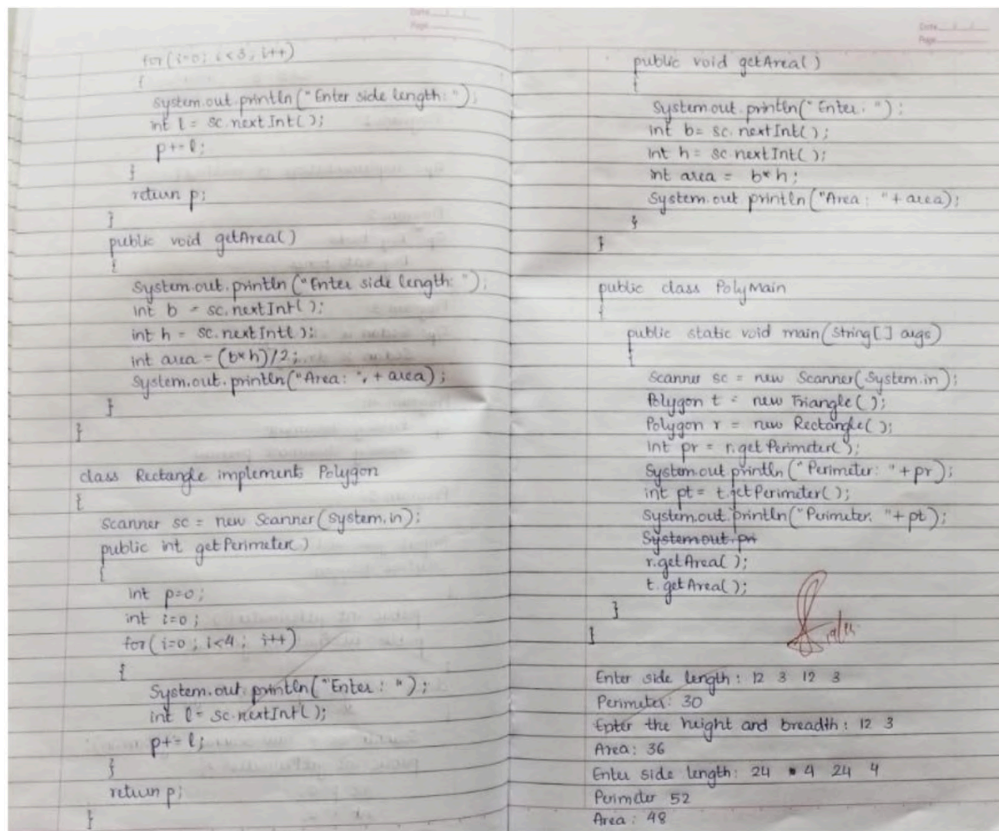 Date
Page
for(i=0; i<3; i++)
{
System.out.println("Enter side length: ");
int l = sc.nextInt();
p+=l;
}
return p;
}
public void getArea()
{
System.out.println("Enter side length: ");
int b = sc.nextInt();
int h = sc.nextInt();
int area = (b*h)/2;
System.out.println("Area: ", + area);
}
}
class Rectangle implements Polygon
{
Scanner sc = new Scanner(System.in);
public int getPerimeter()
{
int p=0;
int i=0;
for(i=0; i<4; i++)
{
System.out.println("Enter: ");
int l= sc.nextInt();
p+=l;
}
return p;
}
Date
Page
public void getArea()
{
System.out.println("Enter. ");
int b= sc.nextInt();
int h= sc.nextInt();
int area = b*h;
System.out println("Area: "+area);
}
}
public class PolyMain
{
public static void main(String[] args)
{
Scanner sc = new Scanner(System.in);
Polygon t = new Triangle();
Polygon r = new Rectangle();
int pr = r.getPerimeter();
System.out println("Perimeter: "+pr);
int pt= t.getPerimeter();
System.out.println("Perimeter. "+pt);
System.out.pri
r.getArea();
t.getArea();
}
}
Enter side length: 12 3 12 3
Perimeter: 30
Enter the height and breadth: 12 3
Area: 36
Enter side length: 24 4 24 4
Perimeter 52
Area: 48